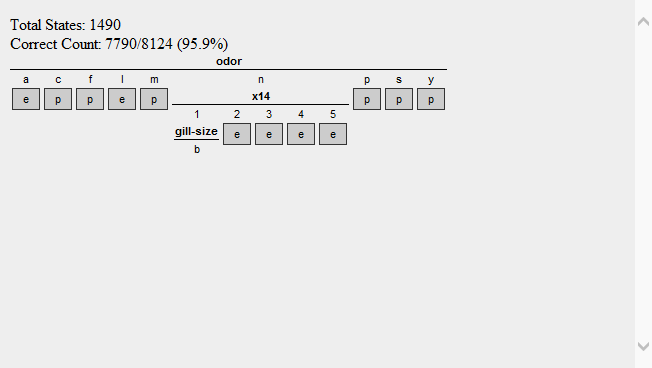 Total States: 1490
Correct Count: 7790/8124 (95.9%)
odor
a c f l m n p s y
e p p e p x14 p p p
1 2 3 4 5
gill-size e e e e
b